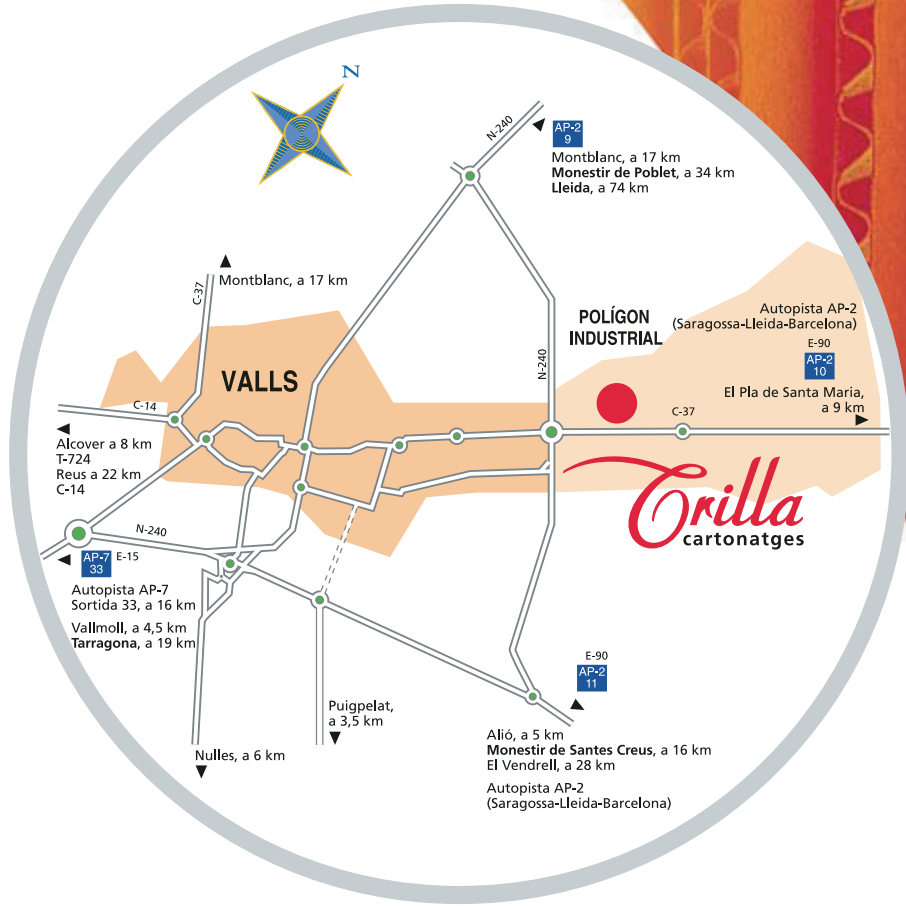 N
N-240
AP-2
9
Montblanc, a 17 km
Monestir de Poblet, a 34 km
Lleida, a 74 km
Montblanc, a 17 km
C-37
POLÍGON
INDUSTRIAL
Autopista AP-2
(Saragossa-Lleida-Barcelona)
E-90
AP-2
10
El Pla de Santa Maria,
a 9 km
N-240
VALLS
C-14
C-37
Alcover a 8 km
T-724
Reus a 22 km
C-14
Trilla
cartonatges
N-240
AP-7
33
E-15
Autopista AP-7
Sortida 33, a 16 km
Vallmoll, a 4,5 km
Tarragona, a 19 km
E-90
AP-2
11
Puigpelat,
a 3,5 km
Nulles, a 6 km
Alió, a 5 km
Monestir de Santes Creus, a 16 km
El Vendrell, a 28 km
Autopista AP-2
(Saragossa-Lleida-Barcelona)